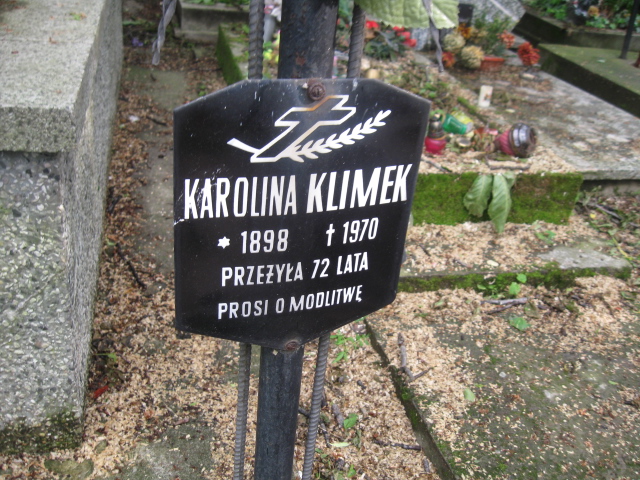 KAROLINA KLIMEK
* 1898 † 1970
PRZEŻYŁA 72 LATA
PROSI O MODLITWĘ